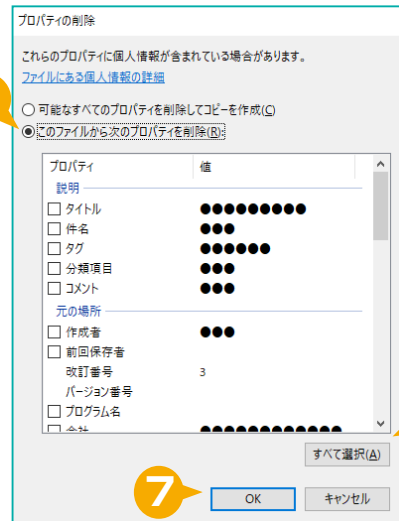 プロパティの削除
これらのプロパティに個人情報が含まれている場合があります。
ファイルにある個人情報の詳細
可能なすべてのプロパティを削除してコピーを作成(C)
このファイルから次のプロパティを削除(R):
プロパティ 値
説明
タイトル ●●●●●●●●●
件名 ●●●
タグ ●●●●●●
分類項目 ●●●
コメント ●●●
元の場所
作成者 ●●●
前回保存者
改訂番号 3
バージョン番号
プログラム名
会社 ●●●●●●●●●●●●
すべて選択(A)
7 OK キャンセル